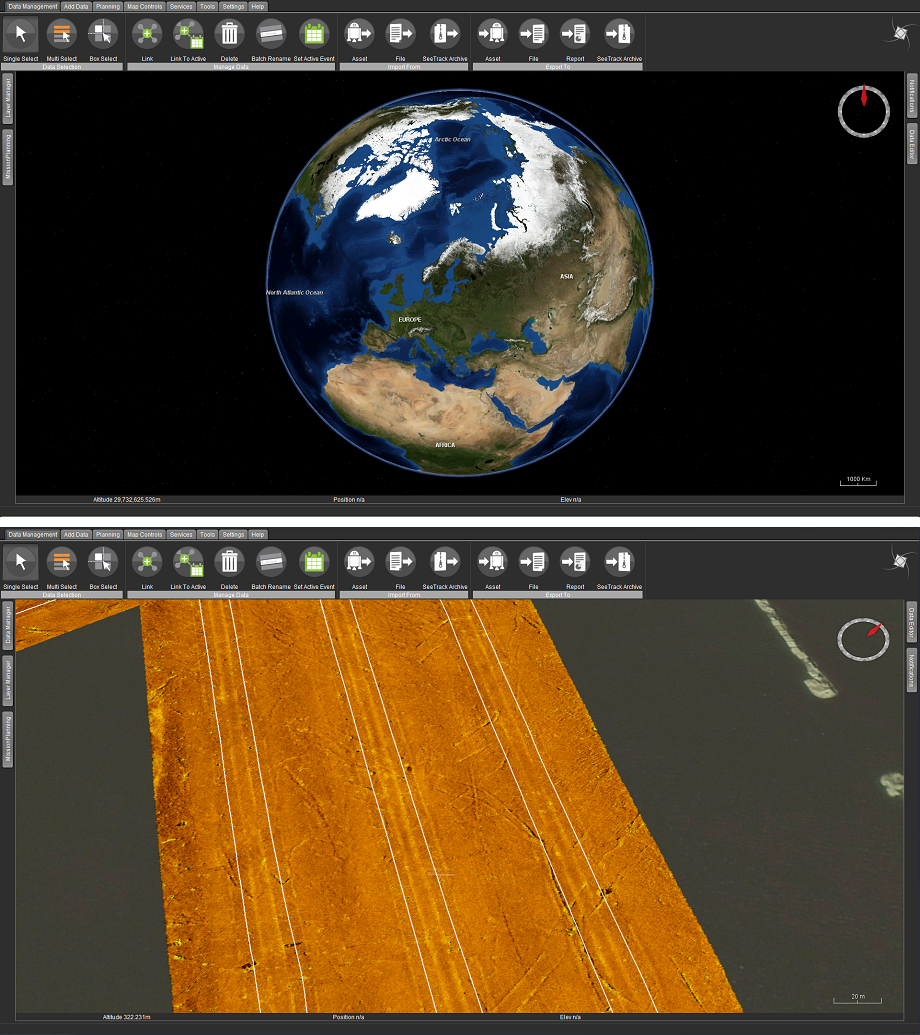 Data Management Add Data Planning Map Controls Services Tools Settings Help
Single Select Multi Select Box Select Link Link To Active Delete Batch Rename Set Active Event Asset File SeeTrack Archive Asset File Report SeeTrack Archive
Data Selection Manage Data Import From Export To
Layer Manager
MissionPlanning
Notifications
Data Editor
Arctic Ocean
ASIA
North Atlantic Ocean
EUROPE
AFRICA
1000 Km
Altitude 29,732,625.526m Position n/a Elev n/a
Data Management Add Data Planning Map Controls Services Tools Settings Help
Single Select Multi Select Box Select Link Link To Active Delete Batch Rename Set Active Event Asset File SeeTrack Archive Asset File Report SeeTrack Archive
Data Selection Manage Data Import From Export To
Data Manager
Layer Manager
MissionPlanning
Data Editor
Notifications
20 m
Altitude 322.231m Position n/a Elev n/a